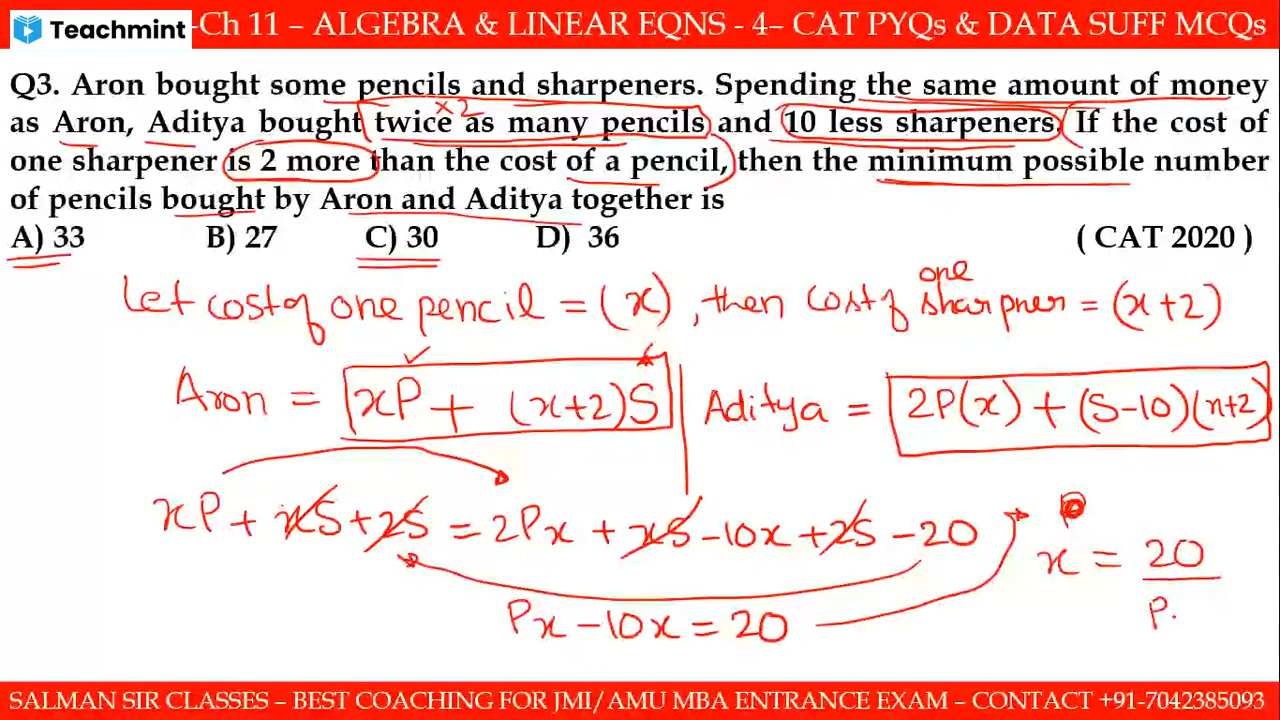 Teachmint
-Ch 11 – ALGEBRA & LINEAR EQNS - 4– CAT PYQs & DATA SUFF MCQs
Q3. Aron bought some pencils and sharpeners. Spending the same amount of money
×2
as Aron, Aditya bought twice as many pencils and 10 less sharpeners. If the cost of
one sharpener is 2 more than the cost of a pencil, then the minimum possible number
of pencils bought by Aron and Aditya together is
A) 33 B) 27 C) 30 D) 36 ( CAT 2020 )
one
Let cost of one pencil = (x), then cost of sharpner = (x+2)
Aron = xP + (x+2)S Aditya = 2P(x) + (S-10)(x+2)
xP + xS + 2S = 2Px + xS - 10x + 2S - 20
x = 20
P.
Px - 10x = 20
SALMAN SIR CLASSES – BEST COACHING FOR JMI/AMU MBA ENTRANCE EXAM – CONTACT +91-7042385093